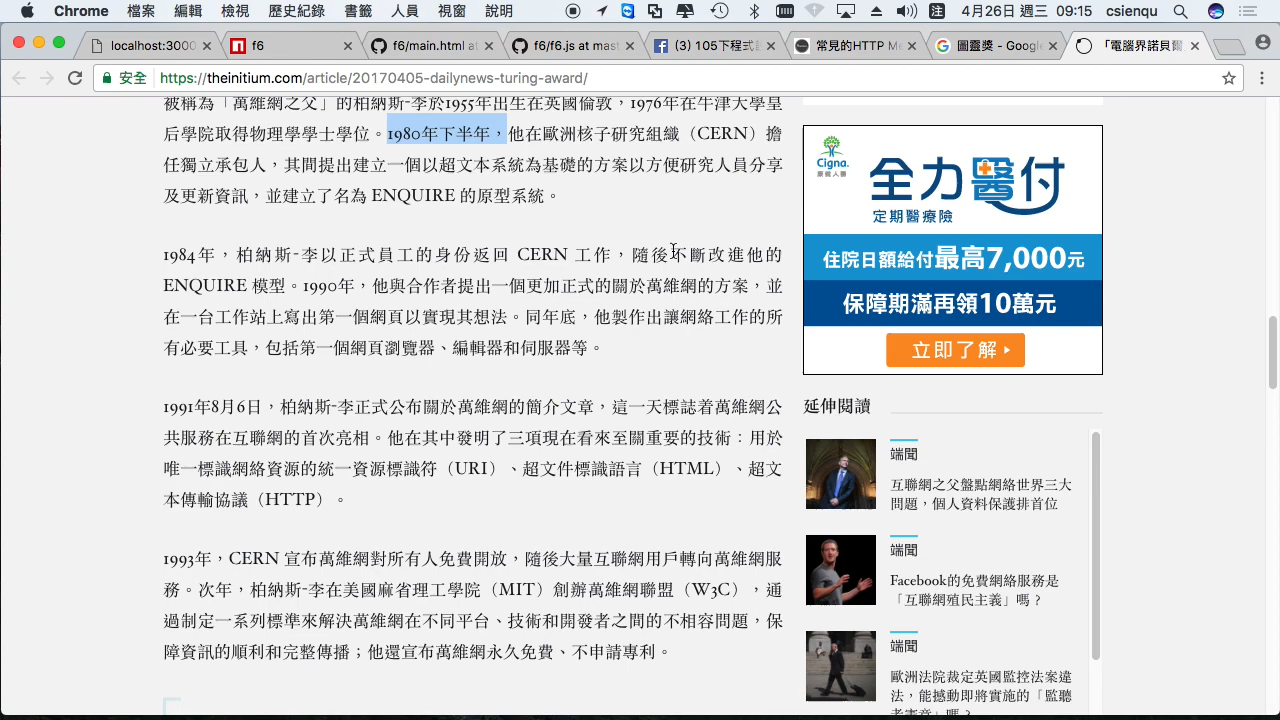 Chrome 檔案 編輯 檢視 歷史紀錄 書籤 人員 視窗 說明 注 4月26日 週三 09:15 csienqu
localhost:3000
f6
f6/main.html at
f6/f6.js at mast
(3) 105下程式設
常見的HTTP Me
圖靈獎 - Google
「電腦界諾貝爾
安全 https://theinitium.com/article/20170405-dailynews-turing-award/
被稱為「萬維網之父」的柏納斯-李於1955年出生在英國倫敦，1976年在牛津大學皇
后學院取得物理學學士學位。1980年下半年，他在歐洲核子研究組織（CERN）擔
任獨立承包人，其間提出建立一個以超文本系統為基礎的方案以方便研究人員分享
及更新資訊，並建立了名為 ENQUIRE 的原型系統。
1984年，柏納斯-李以正式員工的身份返回 CERN 工作，隨後不斷改進他的
ENQUIRE 模型。1990年，他與合作者提出一個更加正式的關於萬維網的方案，並
在一台工作站上寫出第一個網頁以實現其想法。同年底，他製作出讓網絡工作的所
有必要工具，包括第一個網頁瀏覽器、編輯器和伺服器等。
1991年8月6日，柏納斯-李正式公布關於萬維網的簡介文章，這一天標誌着萬維網公
共服務在互聯網的首次亮相。他在其中發明了三項現在看來至關重要的技術：用於
唯一標識網絡資源的統一資源標識符（URI）、超文件標識語言（HTML）、超文
本傳輸協議（HTTP）。
1993年，CERN 宣布萬維網對所有人免費開放，隨後大量互聯網用戶轉向萬維網服
務。次年，柏納斯-李在美國麻省理工學院（MIT）創辦萬維網聯盟（W3C），通
過制定一系列標準來解決萬維網在不同平台、技術和開發者之間的不相容問題，保
障資訊的順利和完整傳播；他還宣布萬維網永久免費、不申請專利。
Cigna.
康健人壽
全力醫付
定期醫療險
住院日額給付最高7,000元
保障期滿再領10萬元
立即了解
延伸閱讀
端聞
互聯網之父盤點網絡世界三大
問題，個人資料保護排首位
端聞
Facebook的免費網絡服務是
「互聯網殖民主義」嗎？
端聞
歐洲法院裁定英國監控法案違
法，能撼動即將實施的「監聽
者憲章」嗎？